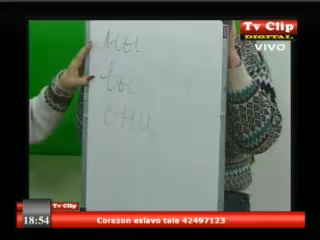 Tv Clip
DIGITAL
VIVO
мы
вы
они
Tv Clip
18:54
Corazon eslavo tele 42497123